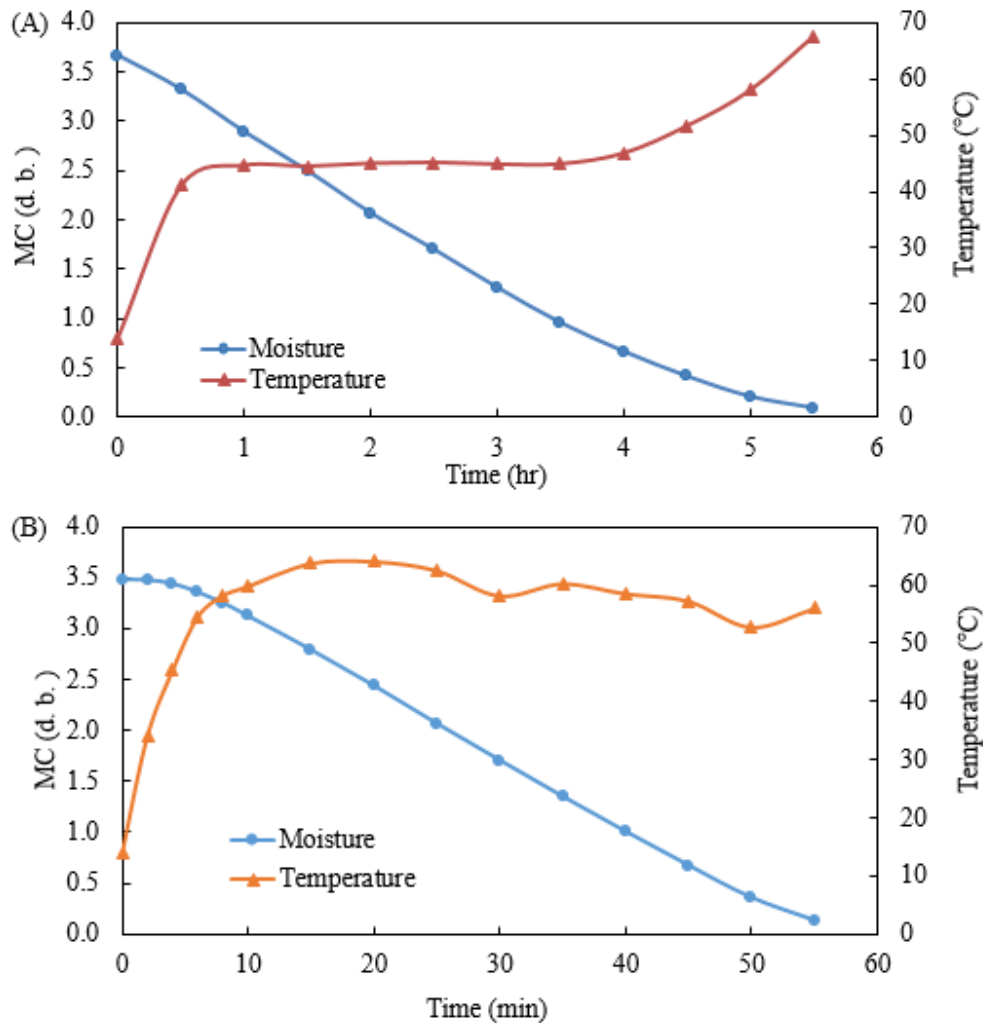 (A)
4.0
3.5
3.0
2.5
2.0
1.5
1.0
0.5
0.0
MC (d. b.)
70
60
50
40
30
20
10
0
Temperature (°C)
Moisture
Temperature
0 1 2 3 4 5 6
Time (hr)
(B)
4.0
3.5
3.0
2.5
2.0
1.5
1.0
0.5
0.0
MC (d. b.)
70
60
50
40
30
20
10
0
Temperature (°C)
Moisture
Temperature
0 10 20 30 40 50 60
Time (min)